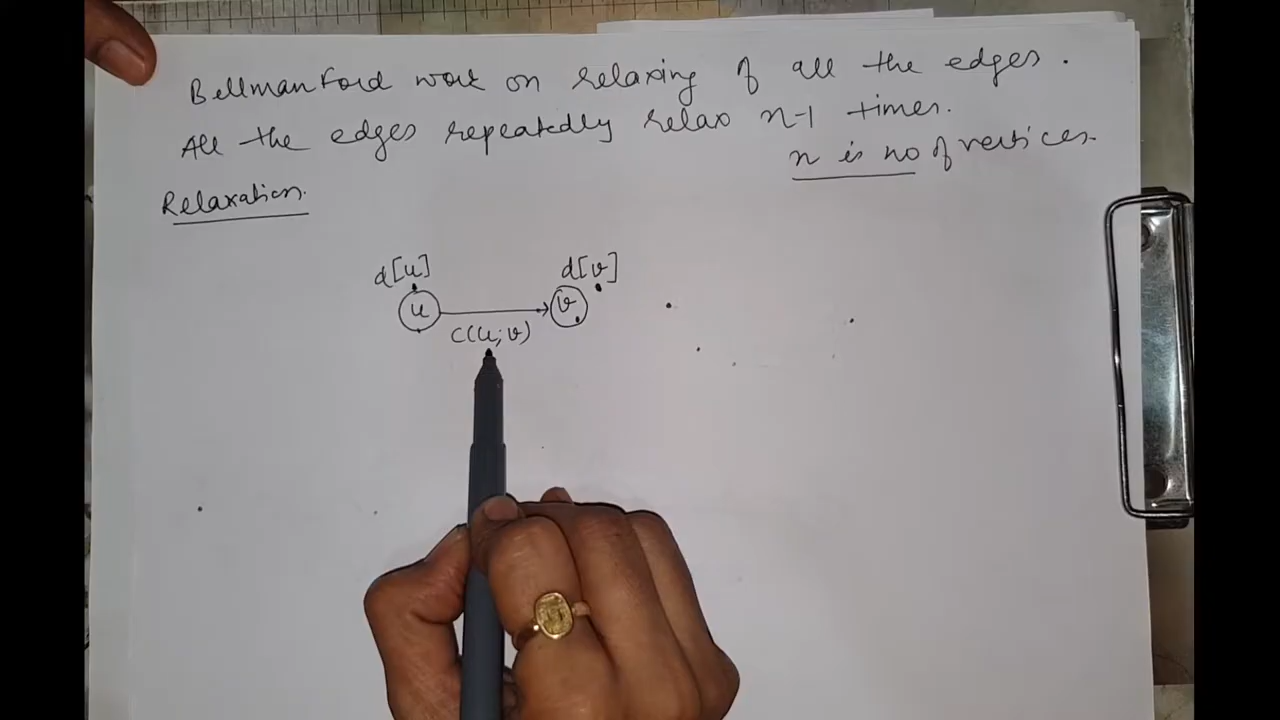 BellmanFord work on relaxing of all the edges.
All the edges repeatedly relax n-1 times.
n is no of vertices.
Relaxation.
d[u] d[v]
u v
C(u,v)